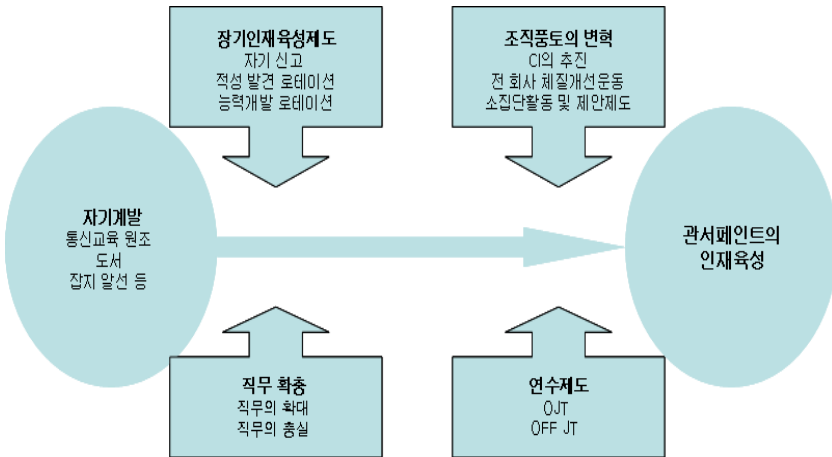 장기인재육성제도
자기 신고
적성 발견 로테이션
능력개발 로테이션
조직풍토의 변혁
CI의 추진
전 회사 체질개선운동
소집단활동 및 제안제도
자기계발
통신교육 원조
도서
잡지 알선 등
관서페인트의
인재육성
직무 확충
직무의 확대
직무의 충실
연수제도
OJT
OFF JT